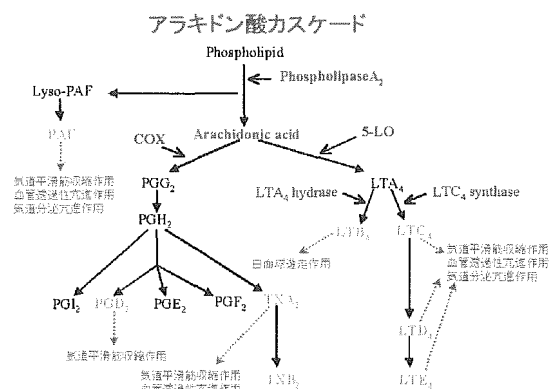 アラキドン酸カスケード
Phospholipid
PhospholipaseA₂
Lyso-PAF
PAF
COX
Arachidonic acid
5-LO
気道平滑筋収縮作用
血管透過性亢進作用
気道分泌亢進作用
PGG₂
LTA₄ hydrase
LTA₄
LTC₄ synthase
PGH₂
LTB₄
LTC₄
白血球遊走作用
気道平滑筋収縮作用
血管透過性亢進作用
気道分泌亢進作用
PGI₂
PGD₂
PGE₂
PGF₂
TXA₂
LTD₄
気道平滑筋収縮作用
気道平滑筋収縮作用
TXB₂
LTE₄